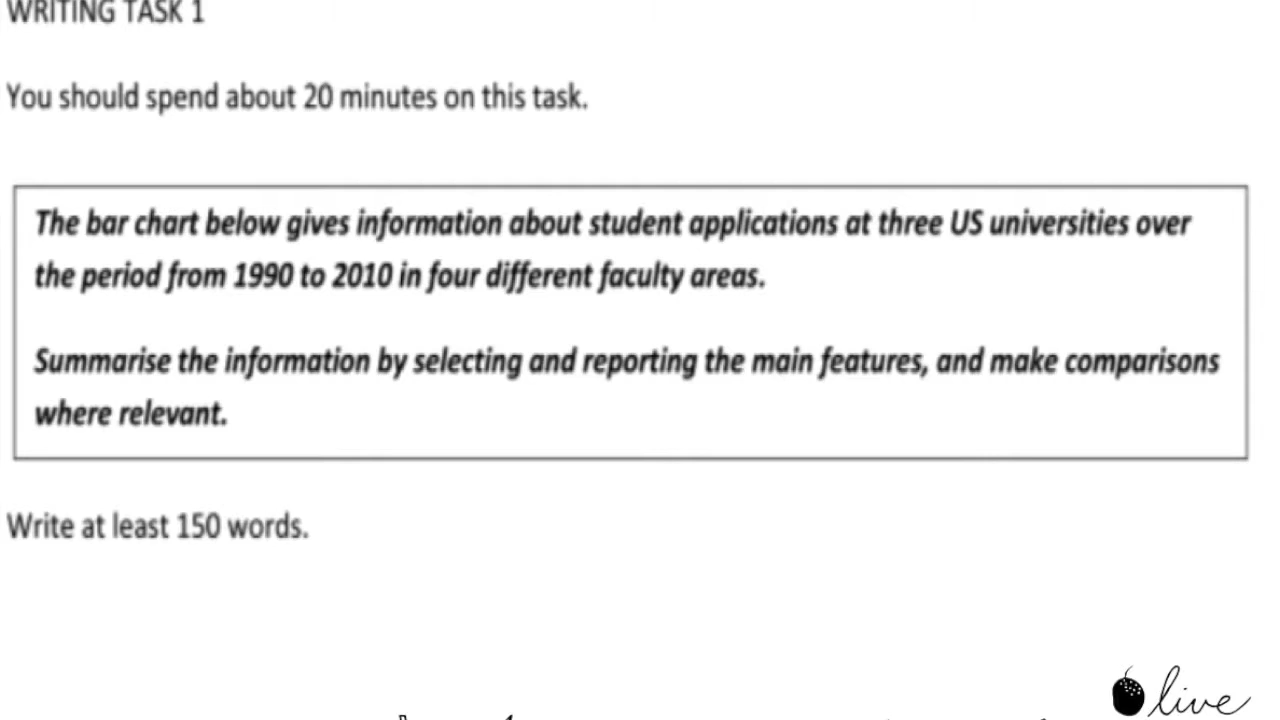 WRITING TASK 1
You should spend about 20 minutes on this task.
The bar chart below gives information about student applications at three US universities over
the period from 1990 to 2010 in four different faculty areas.
Summarise the information by selecting and reporting the main features, and make comparisons
where relevant.
Write at least 150 words.
live